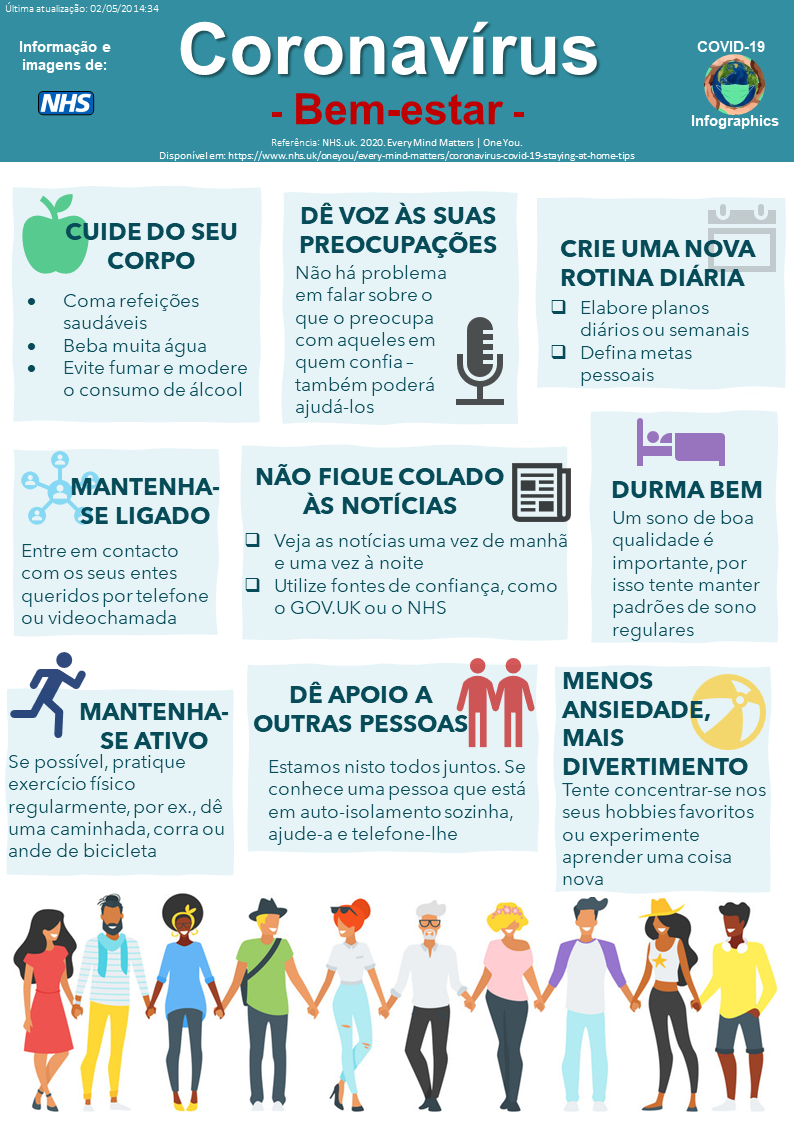 Última atualização: 02/05/2014:34
Informação e
imagens de:
NHS
Coronavírus
- Bem-estar -
COVID-19
Infographics
Referência: NHS.uk. 2020. Every Mind Matters | One You.
Disponível em: https://www.nhs.uk/oneyou/every-mind-matters/coronavirus-covid-19-staying-at-home-tips
CUIDE DO SEU
CORPO
• Coma refeições
saudáveis
• Beba muita água
• Evite fumar e modere
o consumo de álcool
DÊ VOZ ÀS SUAS
PREOCUPAÇÕES
Não há problema
em falar sobre o
que o preocupa
com aqueles em
quem confia –
também poderá
ajudá-los
CRIE UMA NOVA
ROTINA DIÁRIA
❑ Elabore planos
diários ou semanais
❑ Defina metas
pessoais
MANTENHA-
SE LIGADO
Entre em contacto
com os seus entes
queridos por telefone
ou videochamada
NÃO FIQUE COLADO
ÀS NOTÍCIAS
❑ Veja as notícias uma vez de manhã
e uma vez à noite
❑ Utilize fontes de confiança, como
o GOV.UK ou o NHS
DURMA BEM
Um sono de boa
qualidade é
importante, por
isso tente manter
padrões de sono
regulares
MANTENHA-
SE ATIVO
Se possível, pratique
exercício físico
regularmente, por ex., dê
uma caminhada, corra ou
ande de bicicleta
DÊ APOIO A
OUTRAS PESSOAS
Estamos nisto todos juntos. Se
conhece uma pessoa que está
em auto-isolamento sozinha,
ajude-a e telefone-lhe
MENOS
ANSIEDADE,
MAIS
DIVERTIMENTO
Tente concentrar-se nos
seus hobbies favoritos
ou experimente
aprender uma coisa
nova